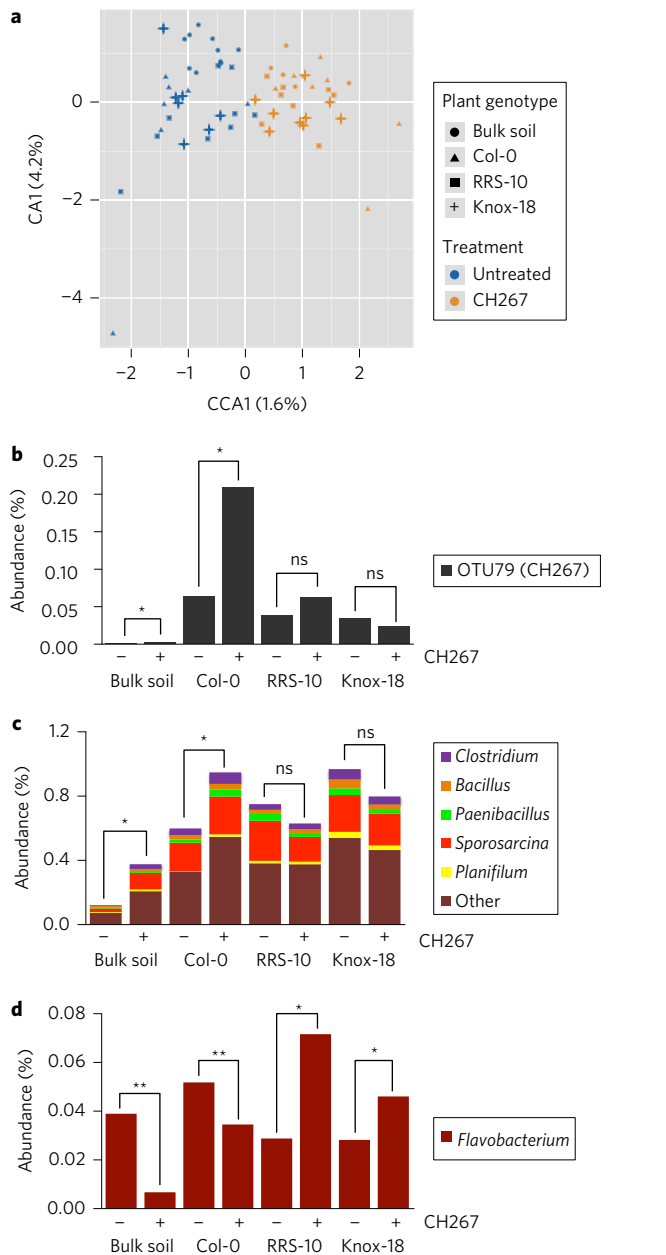 a
0
−2
−4
CA1 (4.2%)
−2 −1 0 1 2
CCA1 (1.6%)
Plant genotype
Bulk soil
Col-0
RRS-10
Knox-18
Treatment
Untreated
CH267
b
0.25
0.20
0.15
0.10
0.05
0.00
Abundance (%)
* * ns ns
− + − + − + − + CH267
Bulk soil Col-0 RRS-10 Knox-18
OTU79 (CH267)
c
1.2
0.8
0.4
0.0
Abundance (%)
* * ns ns
− + − + − + − + CH267
Bulk soil Col-0 RRS-10 Knox-18
Clostridium
Bacillus
Paenibacillus
Sporosarcina
Planifilum
Other
d
0.08
0.06
0.04
0.02
0.00
Abundance (%)
** ** * *
− + − + − + − + CH267
Bulk soil Col-0 RRS-10 Knox-18
Flavobacterium